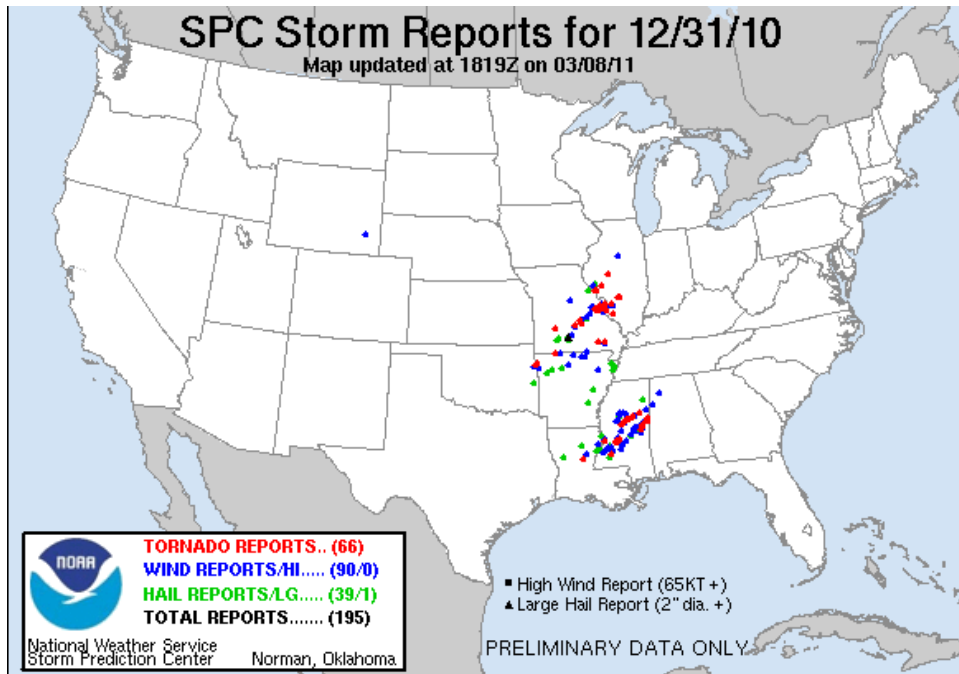 SPC Storm Reports for 12/31/10
Map updated at 1819Z on 03/08/11
NOAA
TORNADO REPORTS.. (66)
WIND REPORTS/HI..... (90/0)
HAIL REPORTS/LG..... (39/1)
TOTAL REPORTS....... (195)
National Weather Service
Storm Prediction Center Norman, Oklahoma
High Wind Report (65KT +)
Large Hail Report (2" dia. +)
PRELIMINARY DATA ONLY